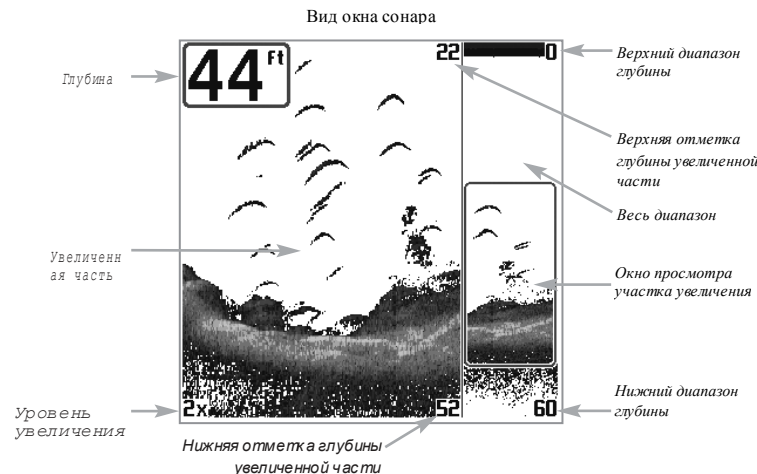 Вид окна сонара
44 Ft
22
0
Глубина
Верхний диапазон
глубины
Верхняя отметка
глубины увеличенной
части
Весь диапазон
Увеличенн
ая часть
Окно просмотра
участка увеличения
Уровень
увеличения
2x
52
60
Нижний диапазон
глубины
Нижняя отметка глубины
увеличенной части